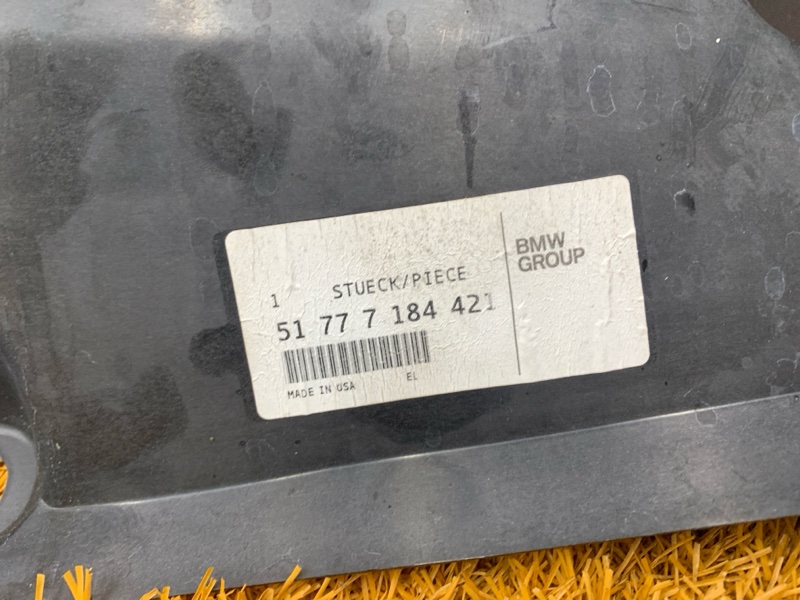 1 STUECK/PIECE
51 77 7 184 421
MADE IN USA EL
BMW
GROUP